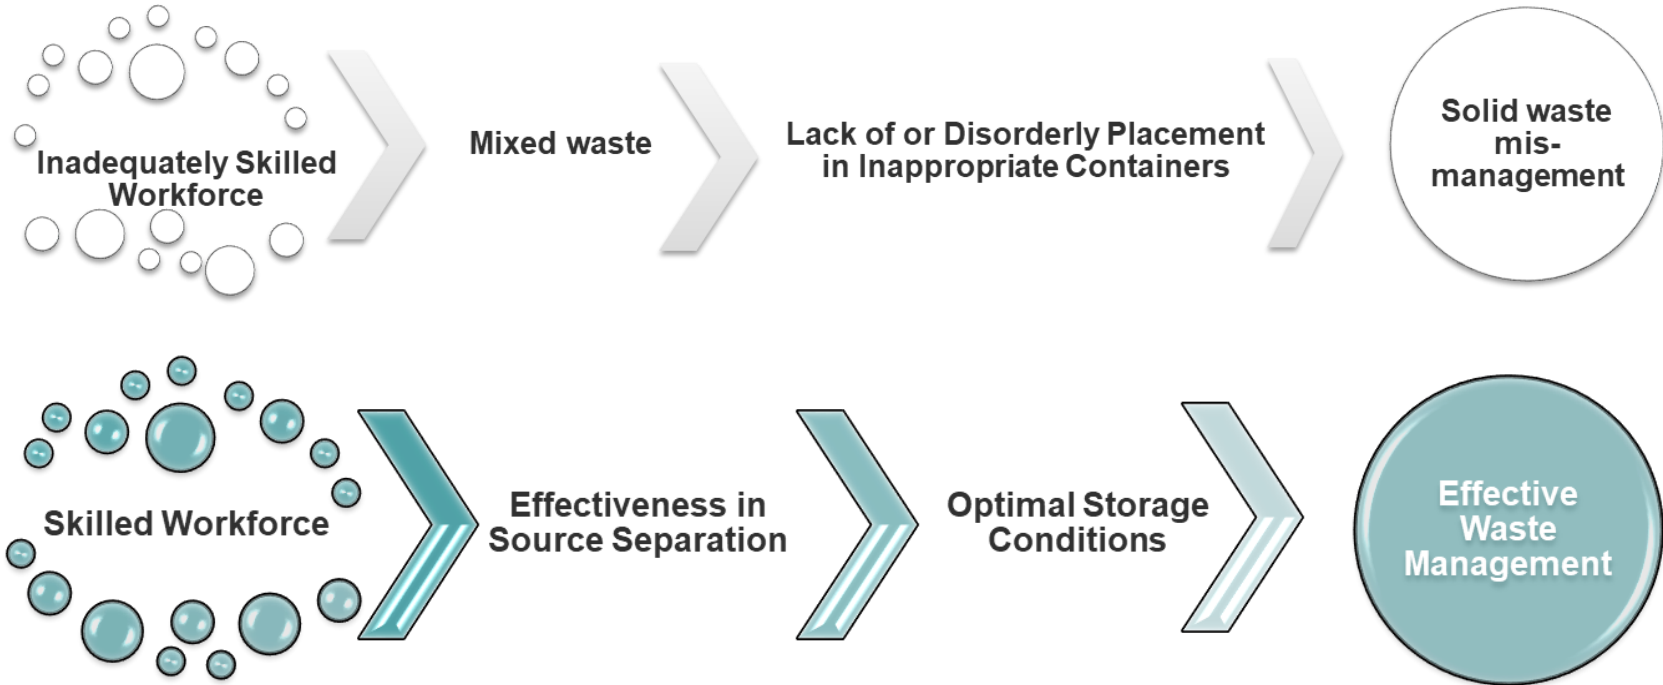 Inadequately Skilled
Workforce
Mixed waste
Lack of or Disorderly Placement
in Inappropriate Containers
Solid waste
mis-
management
Skilled Workforce
Effectiveness in
Source Separation
Optimal Storage
Conditions
Effective
Waste
Management